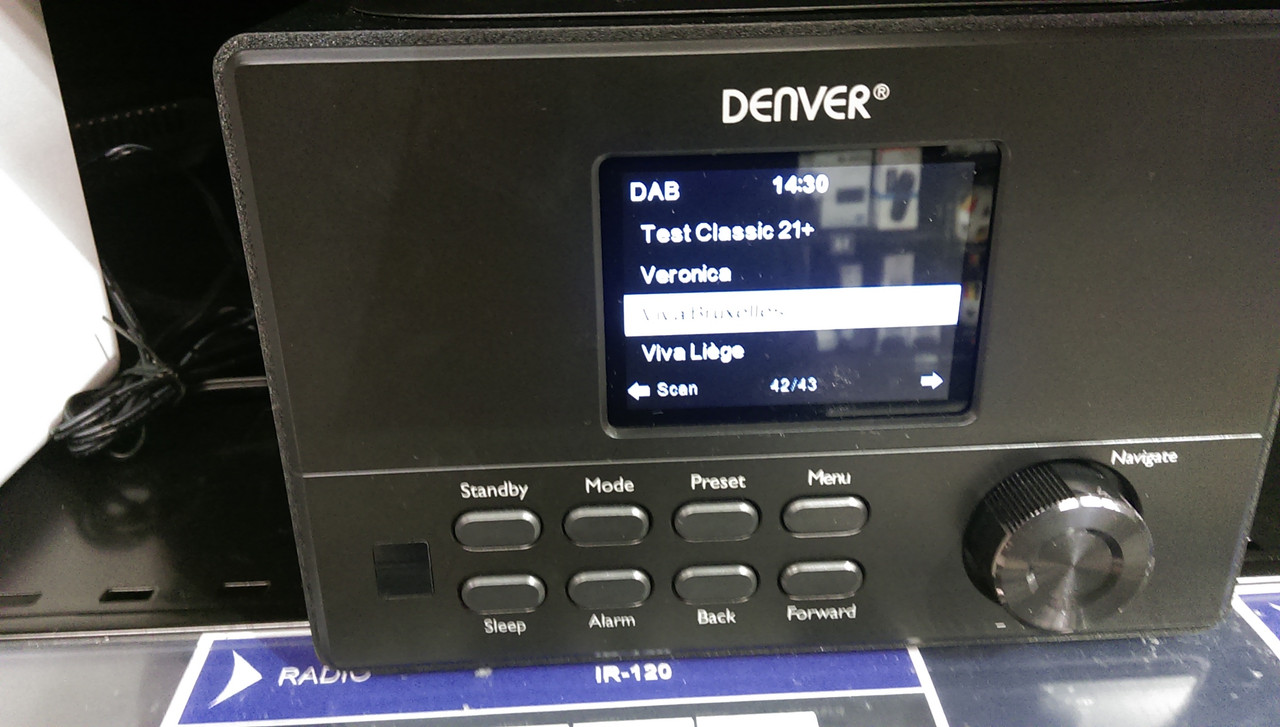 DENVER®
DAB 14:30
Test Classic 21+
Veronica
Viva Bruxelles
Viva Liège
Scan 42/43
Navigate
Standby Mode Preset Menu
Sleep Alarm Back Forward
RADIO IR-120